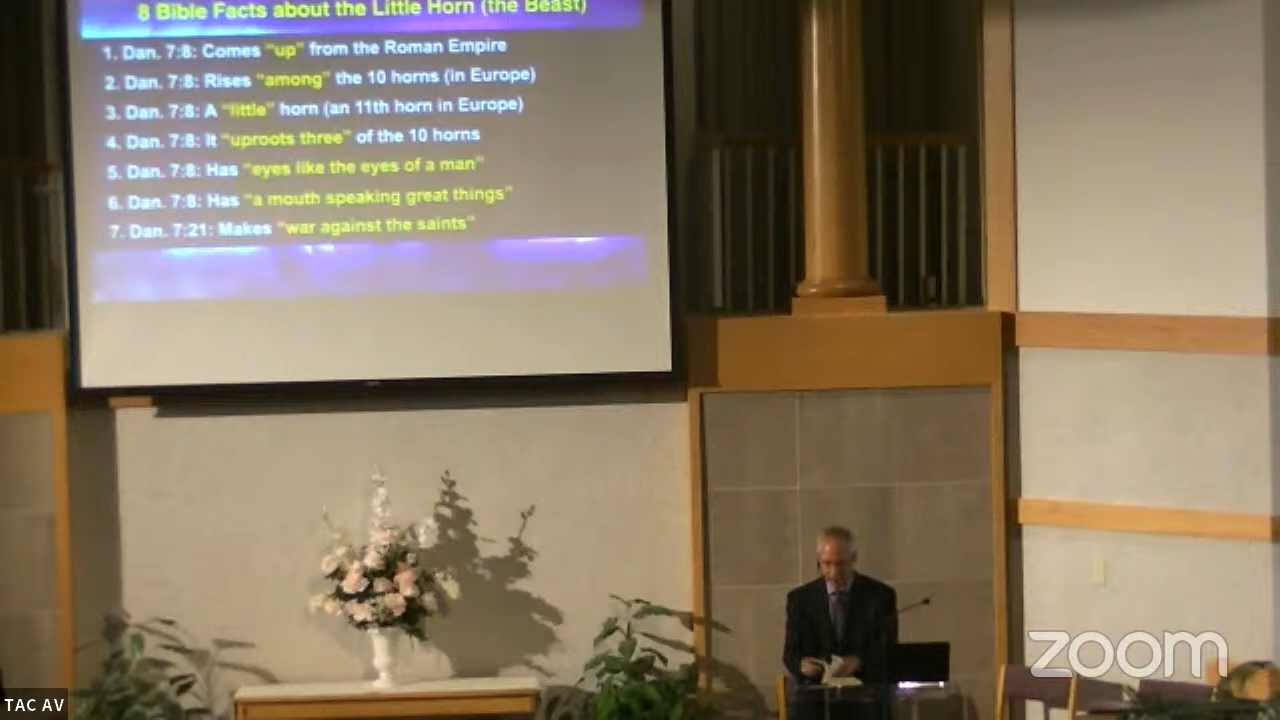 8 Bible Facts about the Little Horn (the Beast)
1. Dan. 7:8: Comes "up" from the Roman Empire
2. Dan. 7:8: Rises "among" the 10 horns (in Europe)
3. Dan. 7:8: A "little" horn (an 11th horn in Europe)
4. Dan. 7:8: It "uproots three" of the 10 horns
5. Dan. 7:8: Has "eyes like the eyes of a man"
6. Dan. 7:8: Has "a mouth speaking great things"
7. Dan. 7:21: Makes "war against the saints"
zoom
TAC AV